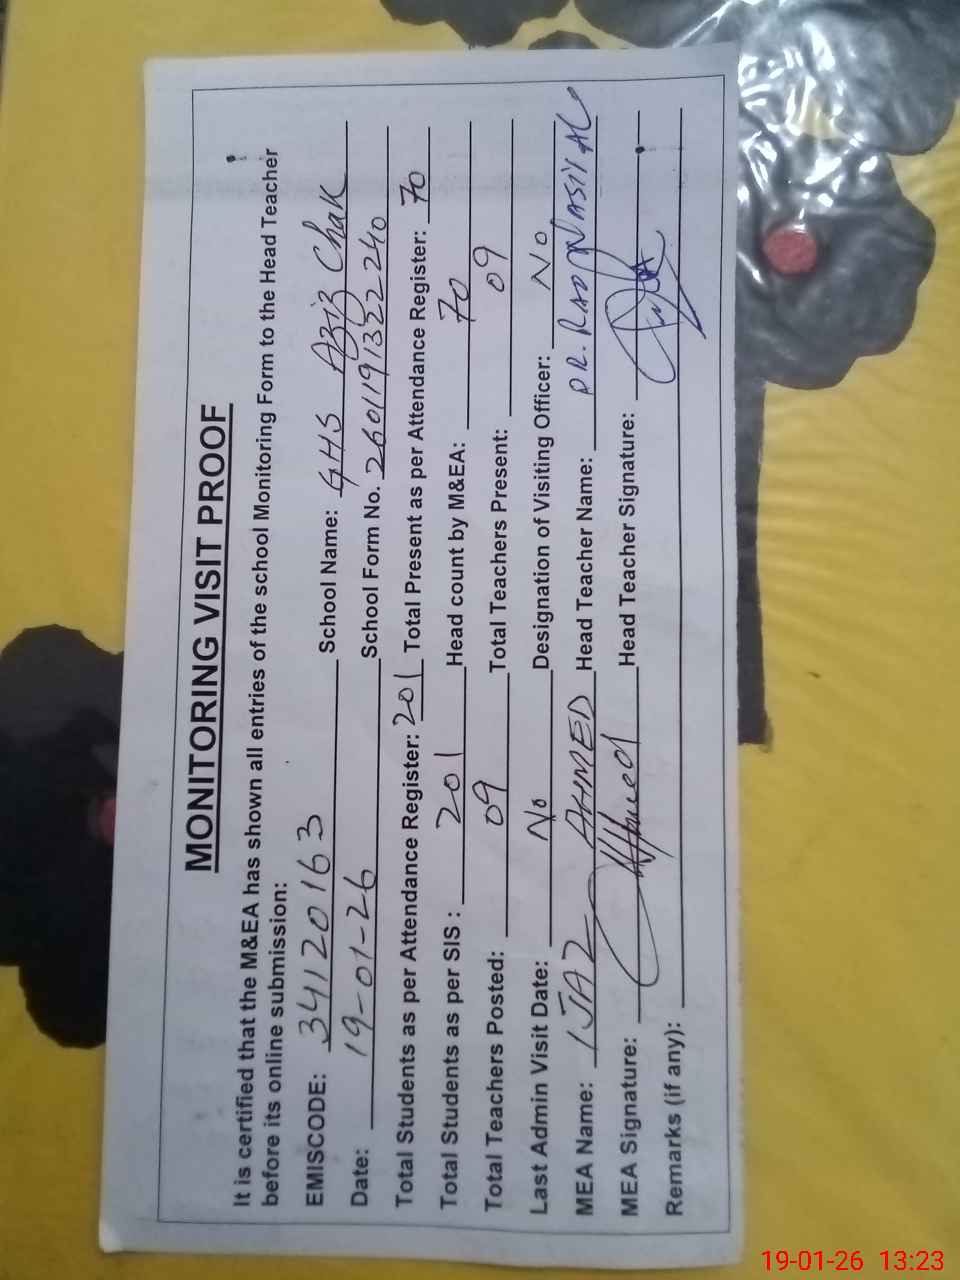 MONITORING VISIT PROOF
It is certified that the M&EA has shown all entries of the school Monitoring Form to the Head Teacher
before its online submission:
EMISCODE: 34120163 School Name: GHS Aziz Chak
Date: 19-01-26 School Form No. 2601191322240
Total Students as per Attendance Register: 201 Total Present as per Attendance Register: 70
Total Students as per SIS: 201 Head count by M&EA: 70
Total Teachers Posted: 09 Total Teachers Present: 09
Last Admin Visit Date: No Designation of Visiting Officer: No
MEA Name: IJAZ AHMED Head Teacher Name: DR. RAO
MEA Signature: Head Teacher Signature:
Remarks (if any):
19-01-26 13:23